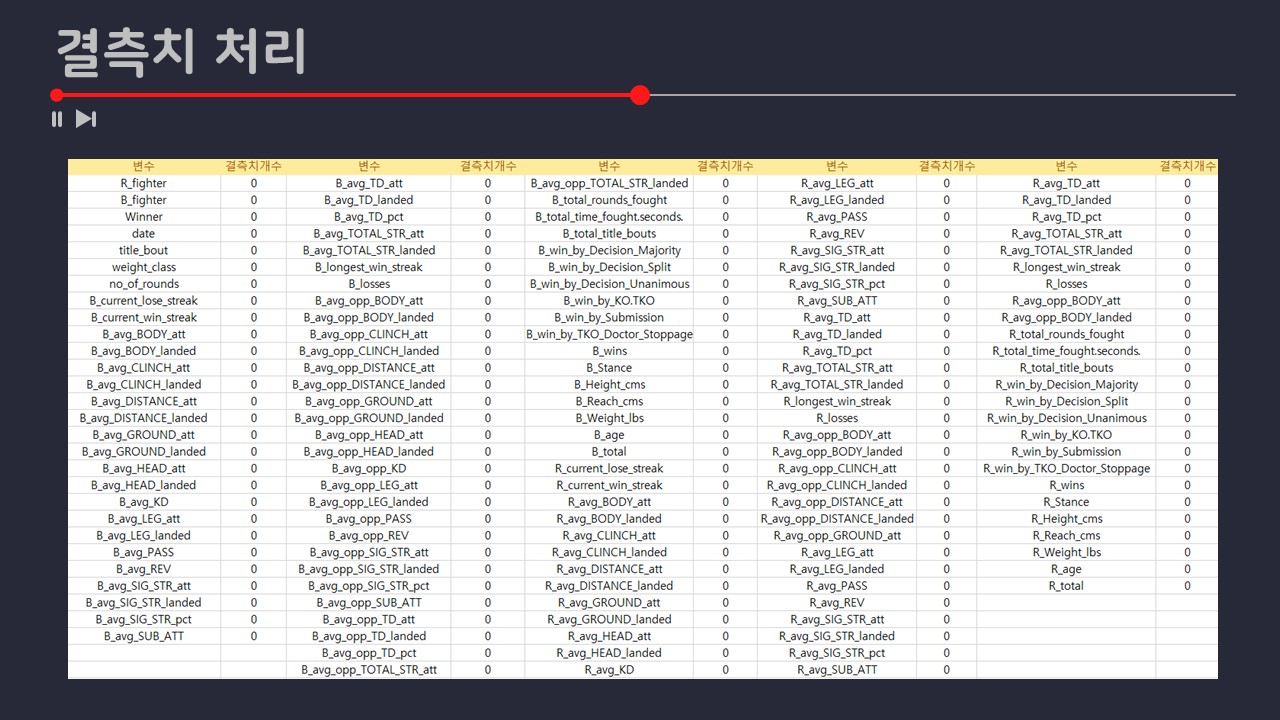 결측치 처리
변수 결측치개수 변수 결측치개수 변수 결측치개수 변수 결측치개수 변수 결측치개수
R_fighter 0 B_avg_TD_att 0 B_avg_opp_TOTAL_STR_landed 0 R_avg_LEG_att 0 R_avg_TD_att 0
B_fighter 0 B_avg_TD_landed 0 B_total_rounds_fought 0 R_avg_LEG_landed 0 R_avg_TD_landed 0
Winner 0 B_avg_TD_pct 0 B_total_time_fought.seconds. 0 R_avg_PASS 0 R_avg_TD_pct 0
date 0 B_avg_TOTAL_STR_att 0 B_total_title_bouts 0 R_avg_REV 0 R_avg_TOTAL_STR_att 0
title_bout 0 B_avg_TOTAL_STR_landed 0 B_win_by_Decision_Majority 0 R_avg_SIG_STR_att 0 R_avg_TOTAL_STR_landed 0
weight_class 0 B_longest_win_streak 0 B_win_by_Decision_Split 0 R_avg_SIG_STR_landed 0 R_longest_win_streak 0
no_of_rounds 0 B_losses 0 B_win_by_Decision_Unanimous 0 R_avg_SIG_STR_pct 0 R_losses 0
B_current_lose_streak 0 B_avg_opp_BODY_att 0 B_win_by_KO.TKO 0 R_avg_SUB_ATT 0 R_avg_opp_BODY_att 0
B_current_win_streak 0 B_avg_opp_BODY_landed 0 B_win_by_Submission 0 R_avg_TD_att 0 R_avg_opp_BODY_landed 0
B_avg_BODY_att 0 B_avg_opp_CLINCH_att 0 B_win_by_TKO_Doctor_Stoppage 0 R_avg_TD_landed 0 R_total_rounds_fought 0
B_avg_BODY_landed 0 B_avg_opp_CLINCH_landed 0 B_wins 0 R_avg_TD_pct 0 R_total_time_fought.seconds. 0
B_avg_CLINCH_att 0 B_avg_opp_DISTANCE_att 0 B_Stance 0 R_avg_TOTAL_STR_att 0 R_total_title_bouts 0
B_avg_CLINCH_landed 0 B_avg_opp_DISTANCE_landed 0 B_Height_cms 0 R_avg_TOTAL_STR_landed 0 R_win_by_Decision_Majority 0
B_avg_DISTANCE_att 0 B_avg_opp_GROUND_att 0 B_Reach_cms 0 R_longest_win_streak 0 R_win_by_Decision_Split 0
B_avg_DISTANCE_landed 0 B_avg_opp_GROUND_landed 0 B_Weight_lbs 0 R_losses 0 R_win_by_Decision_Unanimous 0
B_avg_GROUND_att 0 B_avg_opp_HEAD_att 0 B_age 0 R_avg_opp_BODY_att 0 R_win_by_KO.TKO 0
B_avg_GROUND_landed 0 B_avg_opp_HEAD_landed 0 B_total 0 R_avg_opp_BODY_landed 0 R_win_by_Submission 0
B_avg_HEAD_att 0 B_avg_opp_KD 0 R_current_lose_streak 0 R_avg_opp_CLINCH_att 0 R_win_by_TKO_Doctor_Stoppage 0
B_avg_HEAD_landed 0 B_avg_opp_LEG_att 0 R_current_win_streak 0 R_avg_opp_CLINCH_landed 0 R_wins 0
B_avg_KD 0 B_avg_opp_LEG_landed 0 R_avg_BODY_att 0 R_avg_opp_DISTANCE_att 0 R_Stance 0
B_avg_LEG_att 0 B_avg_opp_PASS 0 R_avg_BODY_landed 0 R_avg_opp_DISTANCE_landed 0 R_Height_cms 0
B_avg_LEG_landed 0 B_avg_opp_REV 0 R_avg_CLINCH_att 0 R_avg_opp_GROUND_att 0 R_Reach_cms 0
B_avg_PASS 0 B_avg_opp_SIG_STR_att 0 R_avg_CLINCH_landed 0 R_avg_LEG_att 0 R_Weight_lbs 0
B_avg_REV 0 B_avg_opp_SIG_STR_landed 0 R_avg_DISTANCE_att 0 R_avg_LEG_landed 0 R_age 0
B_avg_SIG_STR_att 0 B_avg_opp_SIG_STR_pct 0 R_avg_DISTANCE_landed 0 R_avg_PASS 0 R_total 0
B_avg_SIG_STR_landed 0 B_avg_opp_SUB_ATT 0 R_avg_GROUND_att 0 R_avg_REV 0
B_avg_SIG_STR_pct 0 B_avg_opp_TD_att 0 R_avg_GROUND_landed 0 R_avg_SIG_STR_att 0
B_avg_SUB_ATT 0 B_avg_opp_TD_landed 0 R_avg_HEAD_att 0 R_avg_SIG_STR_landed 0
B_avg_opp_TD_pct 0 R_avg_HEAD_landed 0 R_avg_SIG_STR_pct 0
B_avg_opp_TOTAL_STR_att 0 R_avg_KD 0 R_avg_SUB_ATT 0